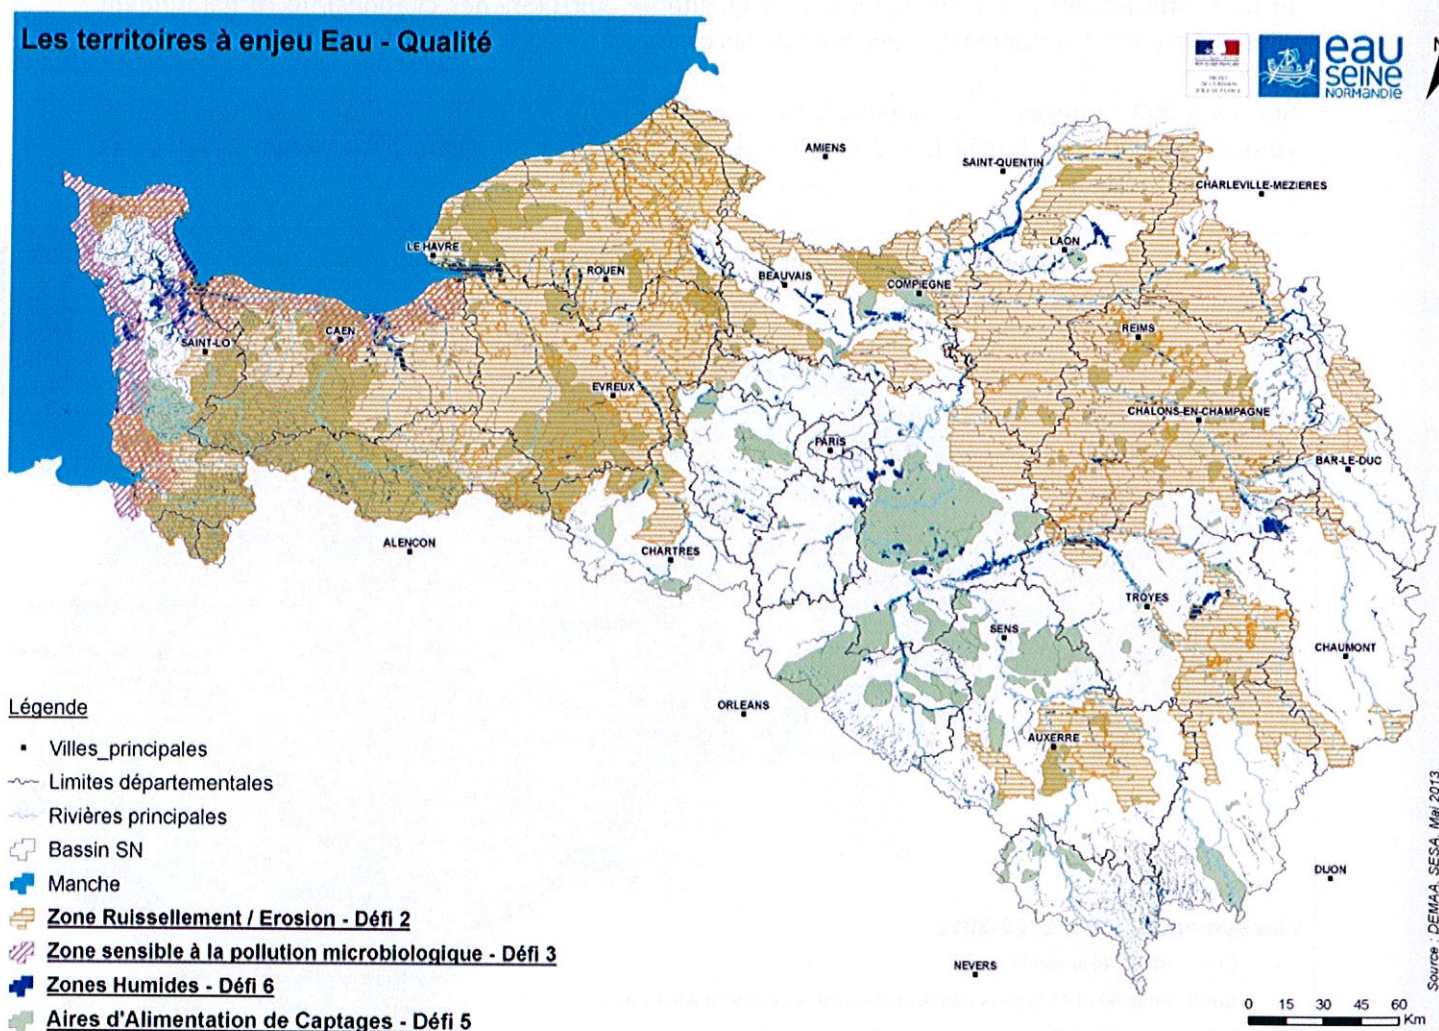 Les territoires à enjeu Eau - Qualité
eau
SEINE
NORMANDIE
N
AMIENS
SAINT-QUENTIN
CHARLEVILLE-MEZIERES
LE HAVRE
ROUEN
BEAUVAIS
LAON
COMPIEGNE
SAINT-LO
CAEN
REIMS
EVREUX
CHALONS-EN-CHAMPAGNE
PARIS
BAR-LE-DUC
ALENÇON
CHARTRES
TROYES
SENS
CHAUMONT
ORLEANS
AUXERRE
DIJON
NEVERS
Légende
Villes_principales
Limites départementales
Rivières principales
Bassin SN
Manche
Zone Ruissellement / Erosion - Défi 2
Zone sensible à la pollution microbiologique - Défi 3
Zones Humides - Défi 6
Aires d'Alimentation de Captages - Défi 5
0 15 30 45 60
Km
Source : DEMAA, SESA, Mai 2013